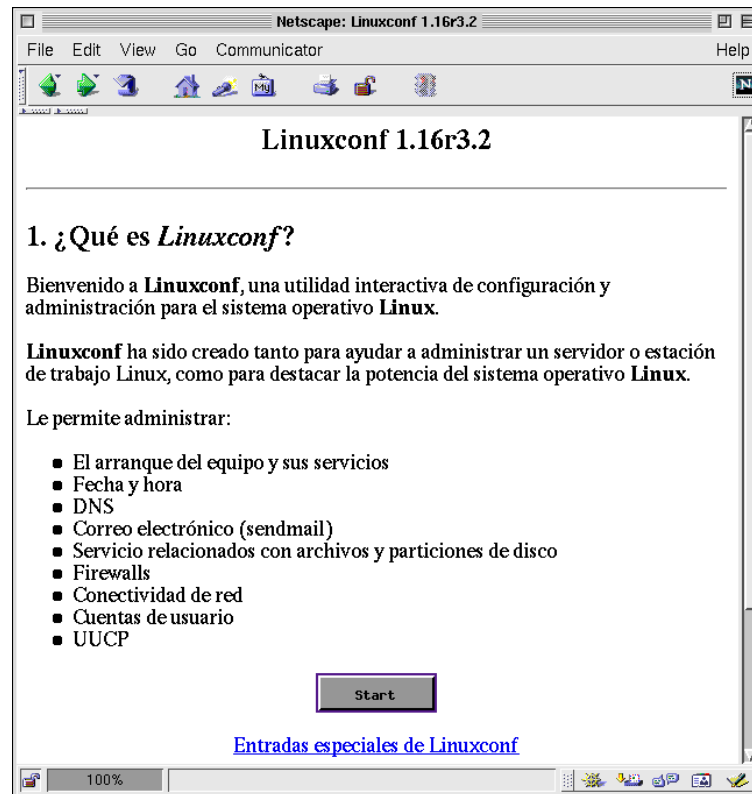 Netscape: Linuxconf 1.16r3.2
File Edit View Go Communicator Help
My
N
Linuxconf 1.16r3.2
1. ¿Qué es Linuxconf?
Bienvenido a Linuxconf, una utilidad interactiva de configuración y
administración para el sistema operativo Linux.
Linuxconf ha sido creado tanto para ayudar a administrar un servidor o estación
de trabajo Linux, como para destacar la potencia del sistema operativo Linux.
Le permite administrar:
El arranque del equipo y sus servicios
Fecha y hora
DNS
Correo electrónico (sendmail)
Servicio relacionados con archivos y particiones de disco
Firewalls
Conectividad de red
Cuentas de usuario
UUCP
Start
Entradas especiales de Linuxconf
100%